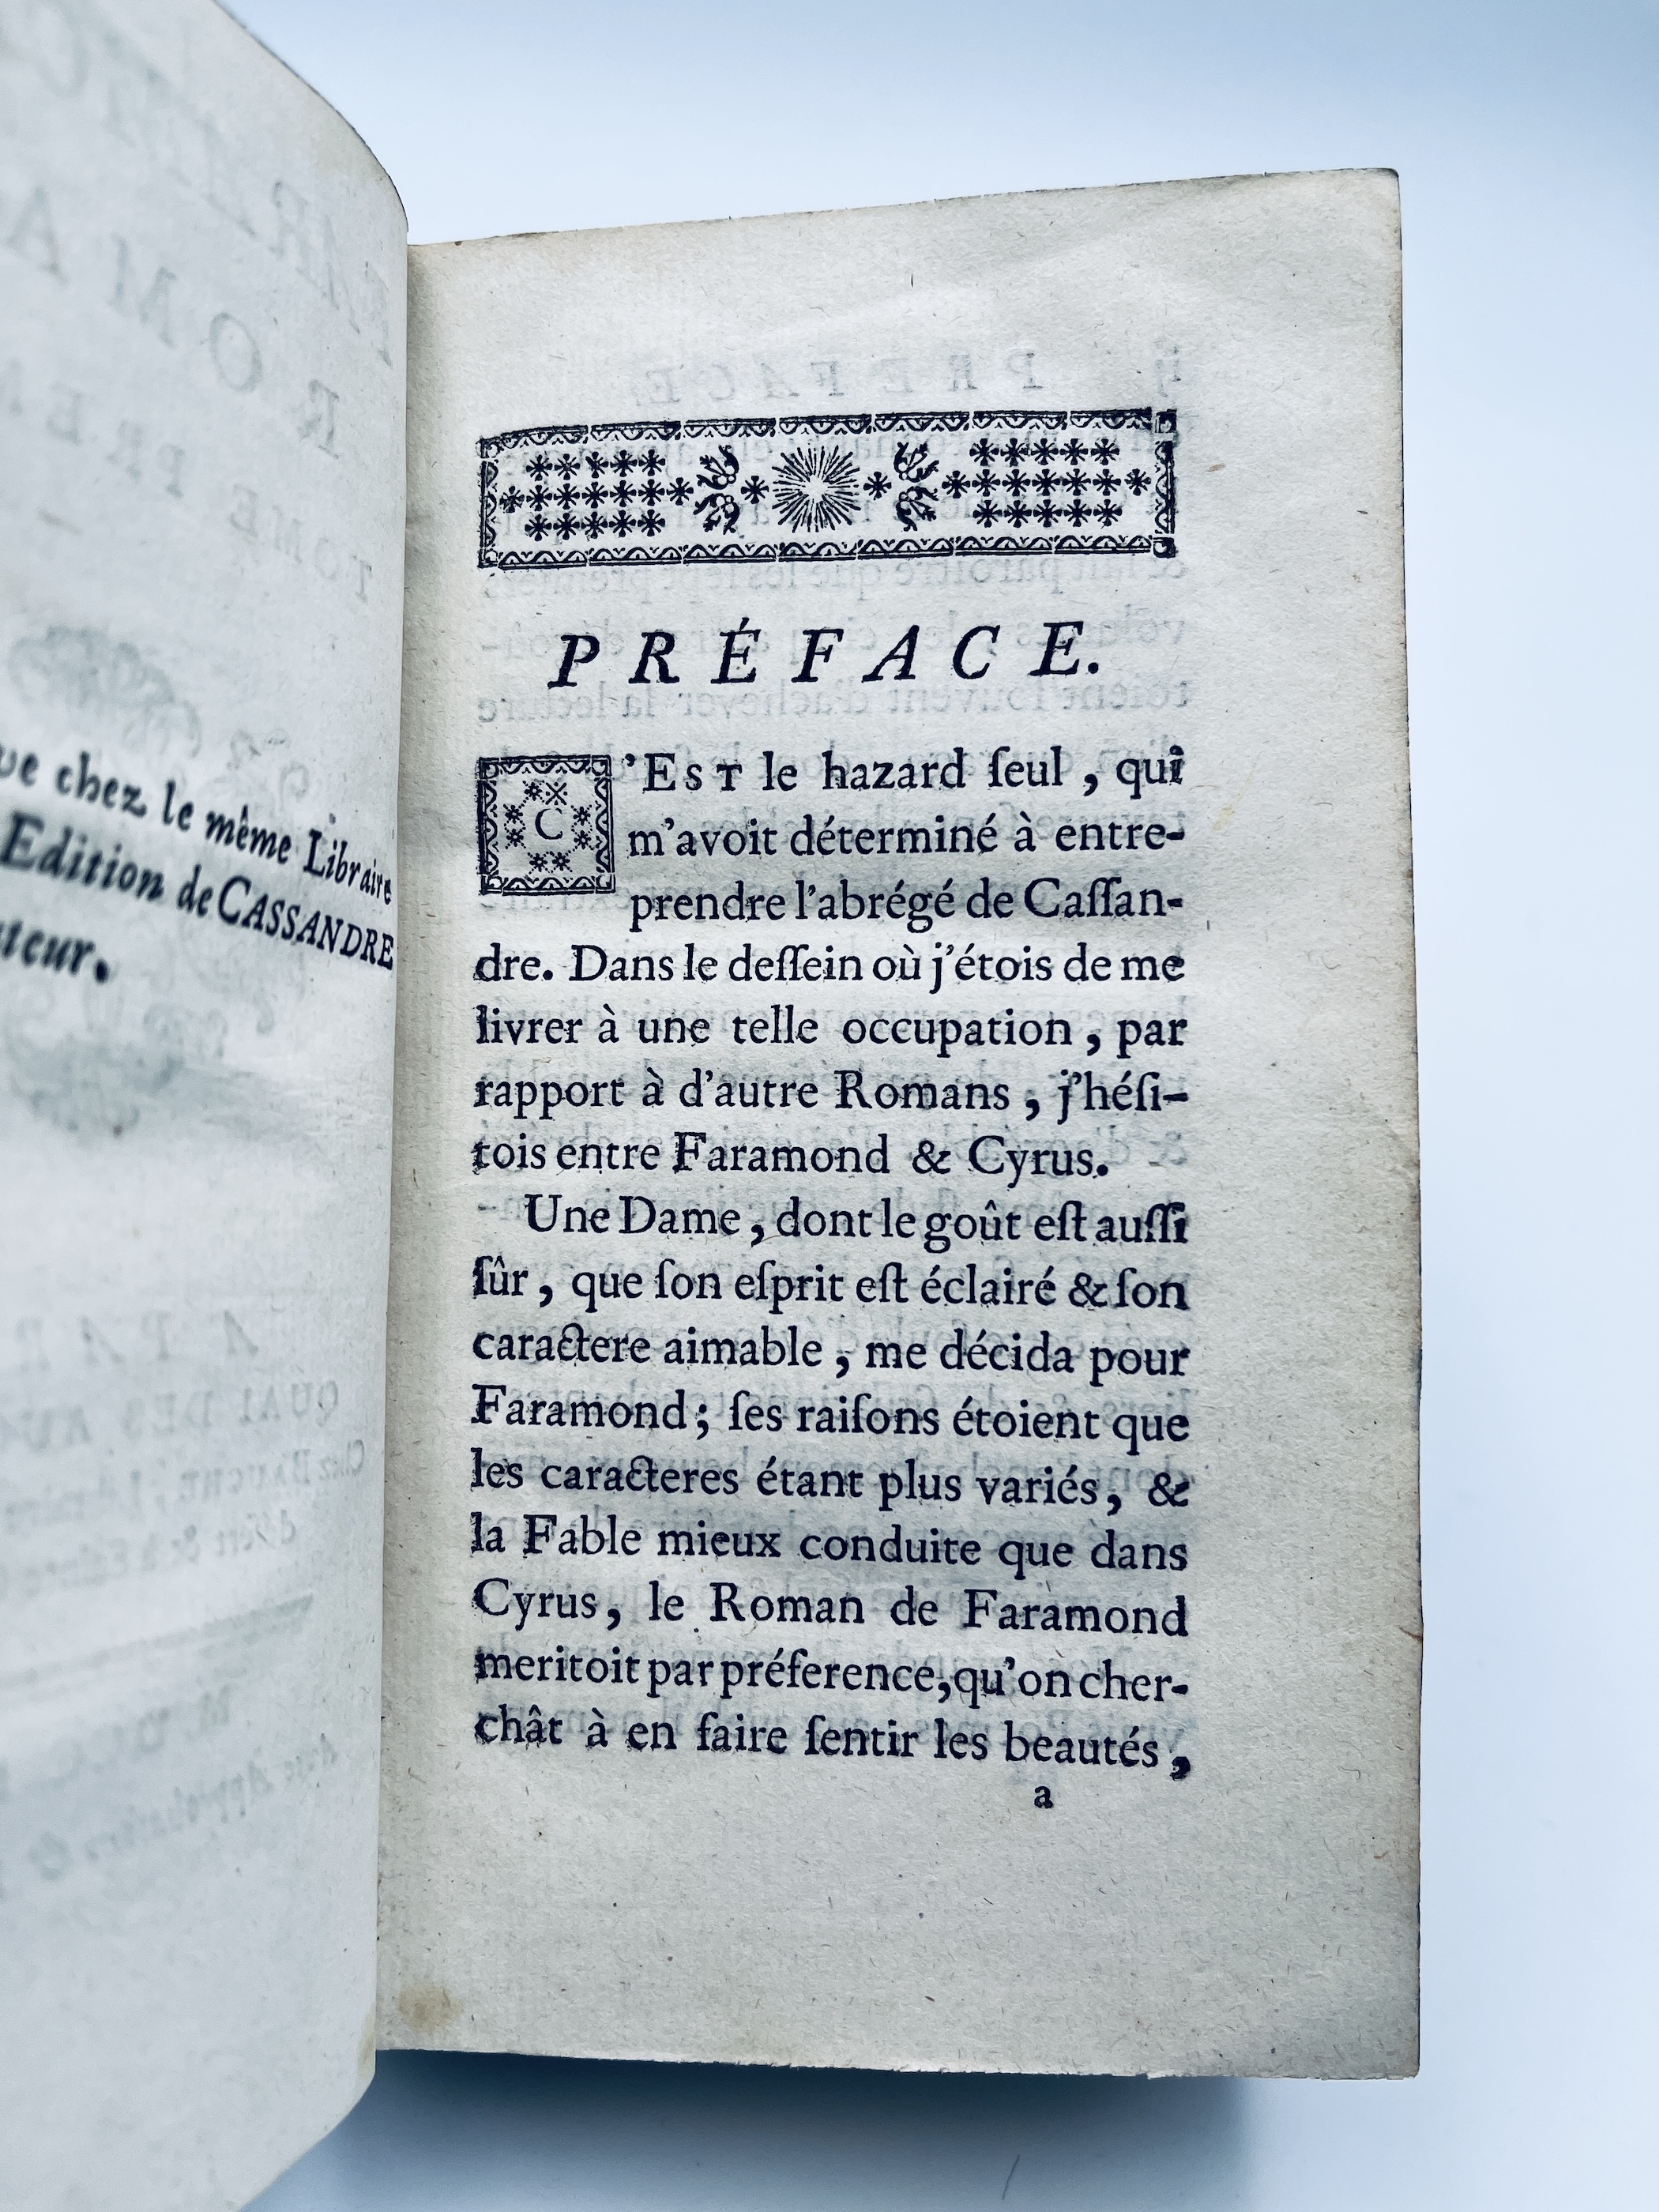 ve chez le même Libraire
Edition de CASSANDRE
teur.
PRÉFACE.
C'EST le hazard ſeul, qui
m'avoit déterminé à entre-
prendre l'abrégé de Caſſan-
dre. Dans le deſſein où j'étois de me
livrer à une telle occupation, par
rapport à d'autre Romans, j'héſi-
tois entre Faramond & Cyrus.
Une Dame, dont le goût eſt auſſi
ſûr, que ſon eſprit eſt éclairé & ſon
caractere aimable, me décida pour
Faramond; ſes raiſons étoient que
les caracteres étant plus variés, &
la Fable mieux conduite que dans
Cyrus, le Roman de Faramond
meritoit par préference, qu'on cher-
chât à en faire ſentir les beautés,
a